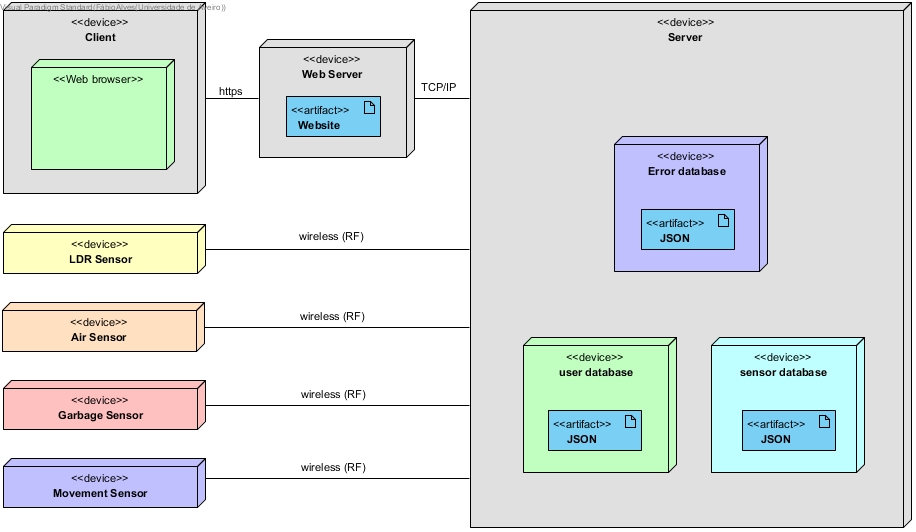 Visual Paradigm Standard(FábioAlves(Universidade de Aveiro))
<<device>>
Client
<<Web browser>>
https
<<device>>
Web Server
<<artifact>>
Website
TCP/IP
<<device>>
Server
<<device>>
Error database
<<artifact>>
JSON
<<device>>
LDR Sensor
wireless (RF)
<<device>>
Air Sensor
wireless (RF)
<<device>>
Garbage Sensor
wireless (RF)
<<device>>
Movement Sensor
wireless (RF)
<<device>>
user database
<<artifact>>
JSON
<<device>>
sensor database
<<artifact>>
JSON